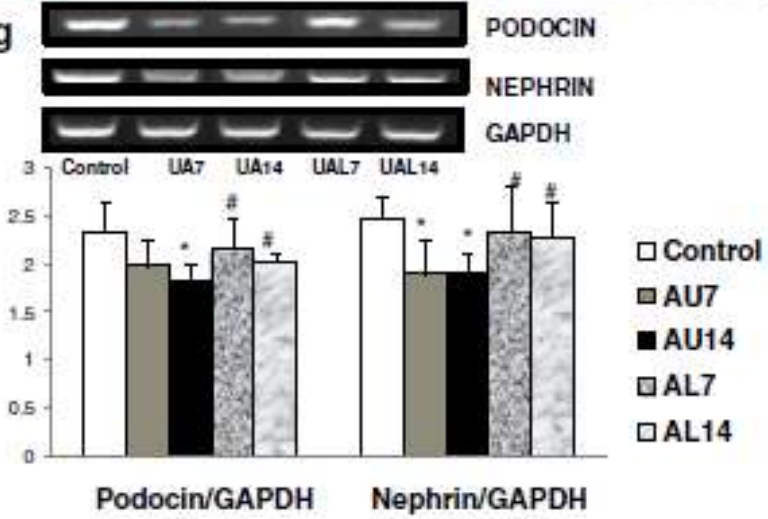 g
PODOCIN
NEPHRIN
GAPDH
Control UA7 UA14 UAL7 UAL14
3
2.5
2
1.5
1
0.5
0
* # # * * # #
Control
AU7
AU14
AL7
AL14
Podocin/GAPDH Nephrin/GAPDH